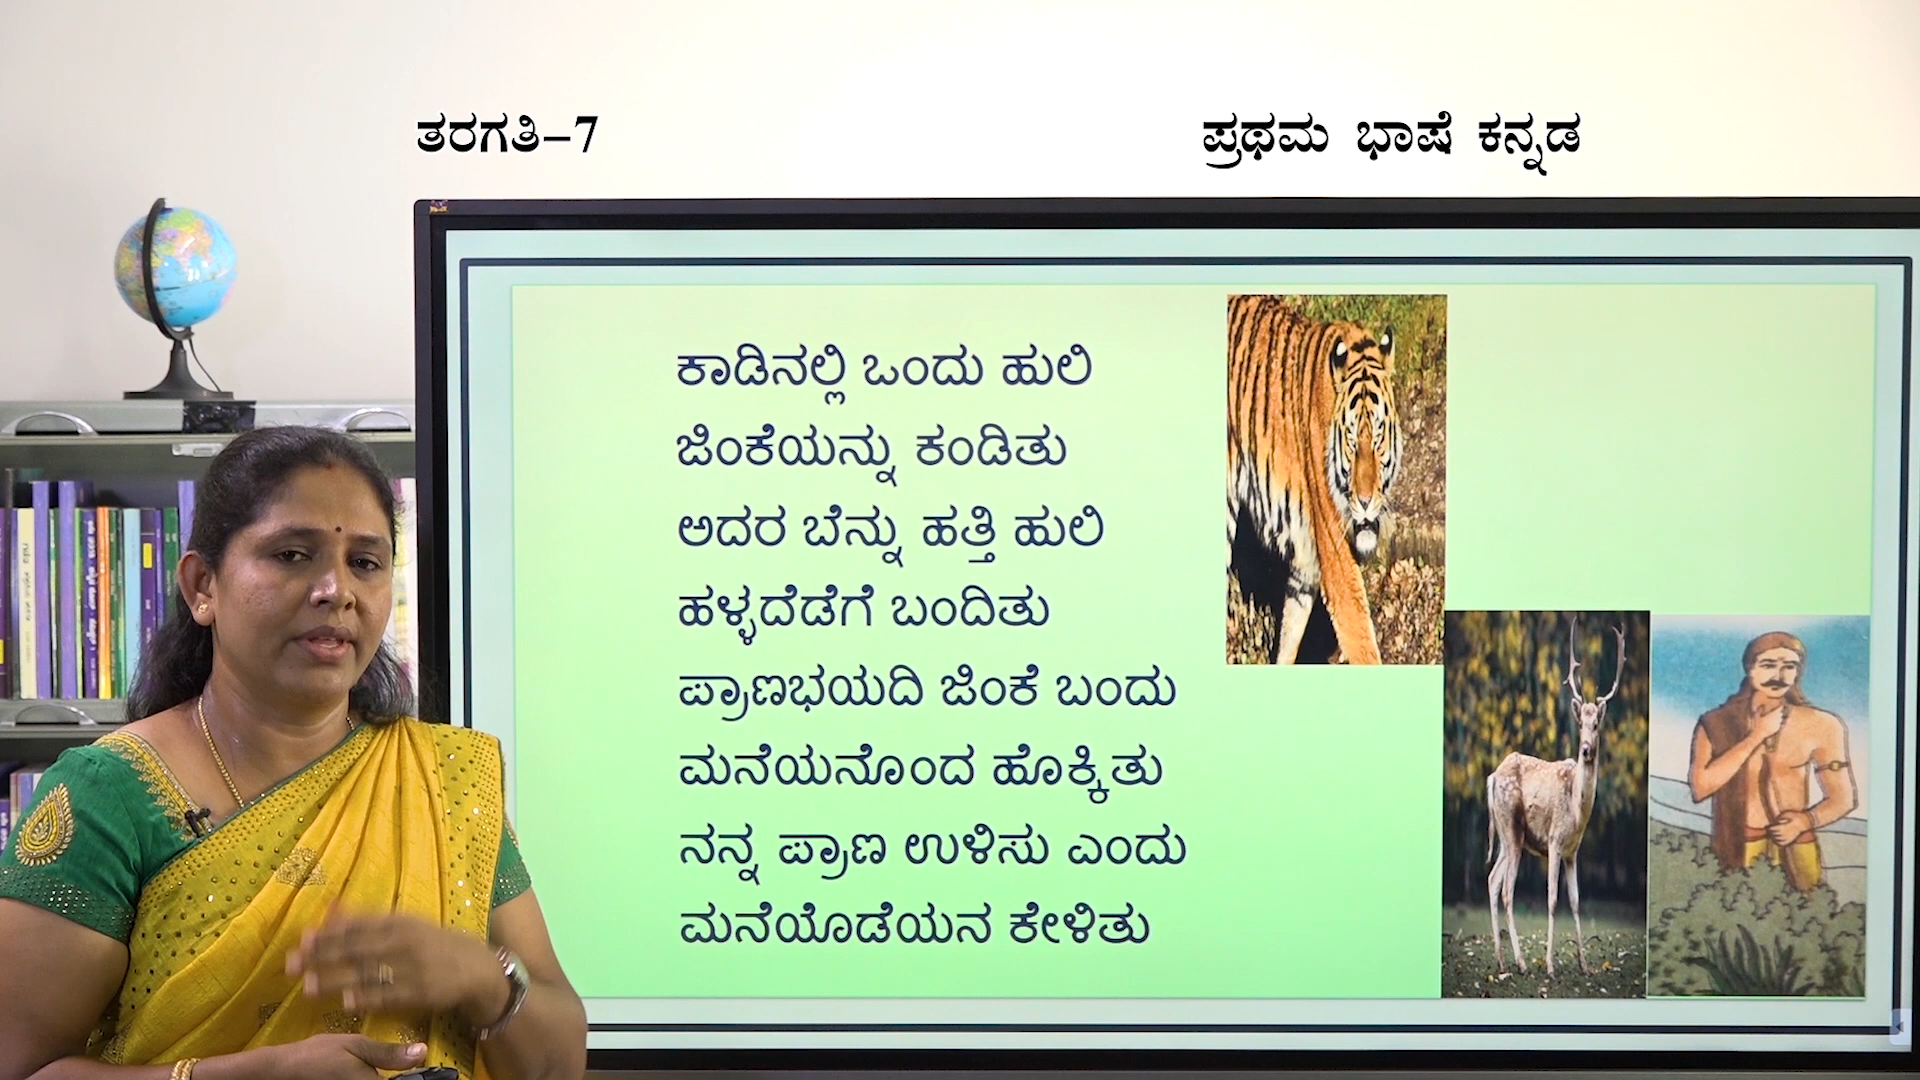 ತರಗತಿ–7
ಪ್ರಥಮ ಭಾಷೆ ಕನ್ನಡ
ಕಾಡಿನಲ್ಲಿ ಒಂದು ಹುಲಿ
ಜಿಂಕೆಯನ್ನು ಕಂಡಿತು
ಅದರ ಬೆನ್ನು ಹತ್ತಿ ಹುಲಿ
ಹಳ್ಳದೆಡೆಗೆ ಬಂದಿತು
ಪ್ರಾಣಭಯದಿ ಜಿಂಕೆ ಬಂದು
ಮನೆಯನೊಂದ ಹೊಕ್ಕಿತು
ನನ್ನ ಪ್ರಾಣ ಉಳಿಸು ಎಂದು
ಮನೆಯೊಡೆಯನ ಕೇಳಿತು